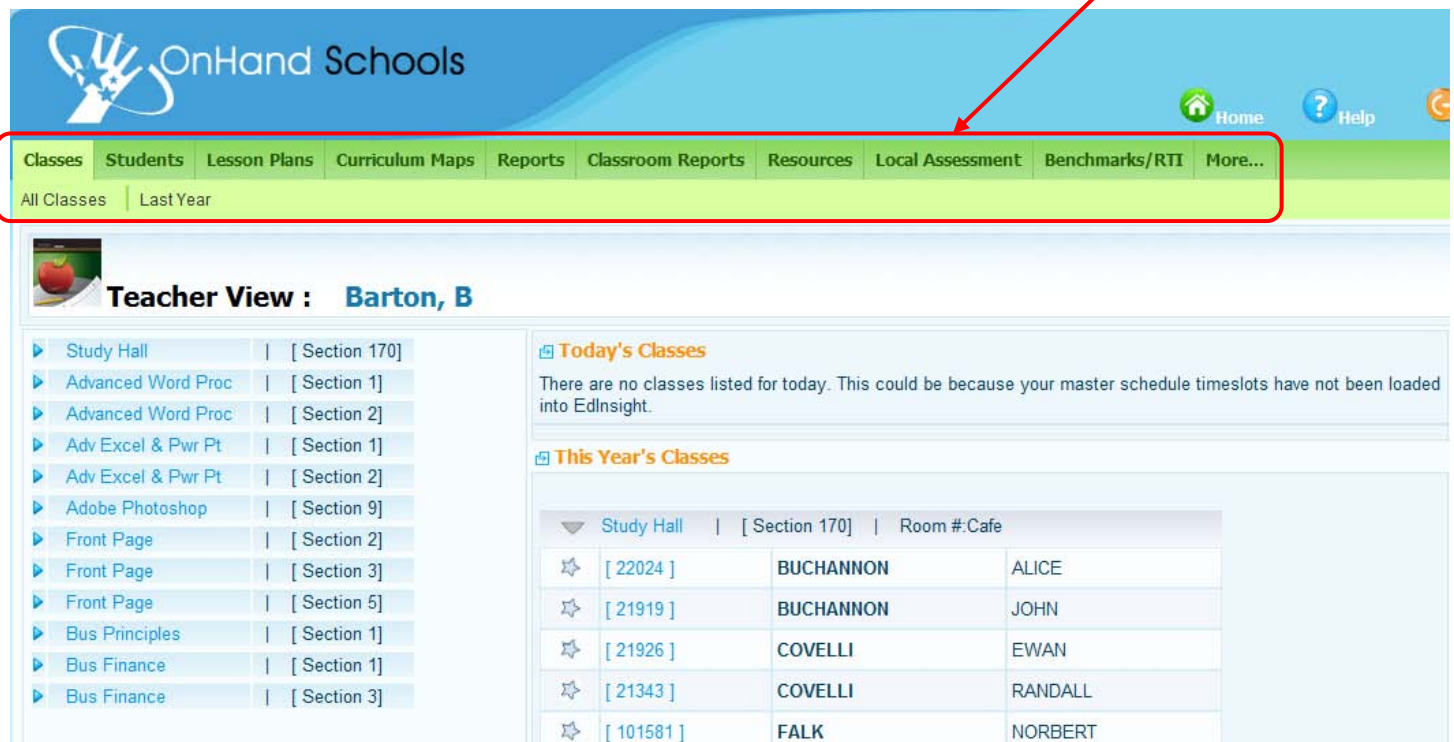 OnHand Schools
Home Help
Classes Students Lesson Plans Curriculum Maps Reports Classroom Reports Resources Local Assessment Benchmarks/RTI More...
All Classes Last Year
Teacher View : Barton, B
Study Hall | [ Section 170]
Advanced Word Proc | [ Section 1]
Advanced Word Proc | [ Section 2]
Adv Excel & Pwr Pt | [ Section 1]
Adv Excel & Pwr Pt | [ Section 2]
Adobe Photoshop | [ Section 9]
Front Page | [ Section 2]
Front Page | [ Section 3]
Front Page | [ Section 5]
Bus Principles | [ Section 1]
Bus Finance | [ Section 1]
Bus Finance | [ Section 3]
Today's Classes
There are no classes listed for today. This could be because your master schedule timeslots have not been loaded
into EdInsight.
This Year's Classes
Study Hall | [ Section 170] | Room #:Cafe
[ 22024 ] BUCHANNON ALICE
[ 21919 ] BUCHANNON JOHN
[ 21926 ] COVELLI EWAN
[ 21343 ] COVELLI RANDALL
[ 101581 ] FALK NORBERT